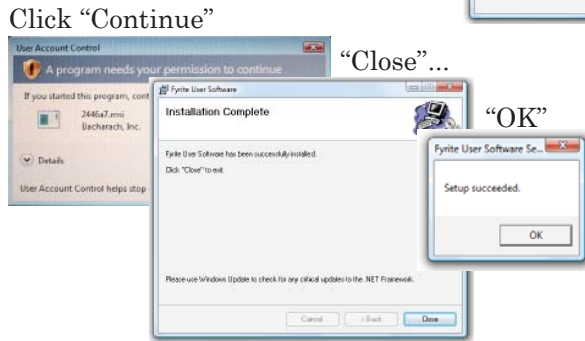 Click “Continue”
User Account Control
A program needs your permission to continue
If you started this program, cont
2446a7.msi
Bacharach, Inc.
Details
User Account Control helps stop
“Close”...
Fyrite User Software
Installation Complete
Fyrite User Software has been successfully installed.
Click "Close" to exit.
Please use Windows Update to check for any critical updates to the .NET Framework.
Cancel
< Back
Close
“OK”
Fyrite User Software Se...
Setup succeeded.
OK